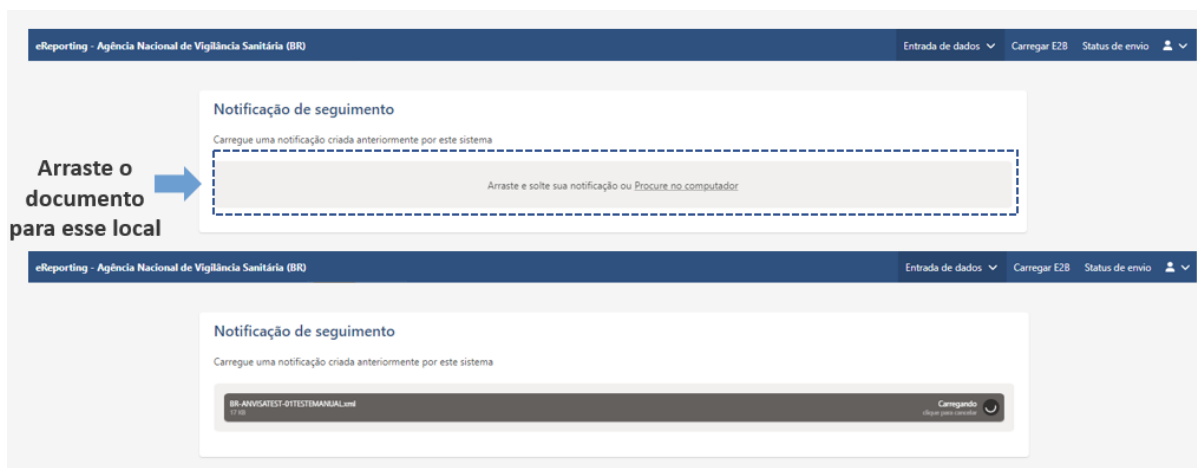 eReporting - Agência Nacional de Vigilância Sanitária (BR)
Entrada de dados
Carregar E2B
Status de envio
Notificação de seguimento
Carregue uma notificação criada anteriormente por este sistema
Arraste o
documento
para esse local
Arraste e solte sua notificação ou Procure no computador
eReporting - Agência Nacional de Vigilância Sanitária (BR)
Entrada de dados
Carregar E2B
Status de envio
Notificação de seguimento
Carregue uma notificação criada anteriormente por este sistema
BR-ANVISATEST-01TESTEMANUAL.xml
17 KB
Carregando
clique para cancelar